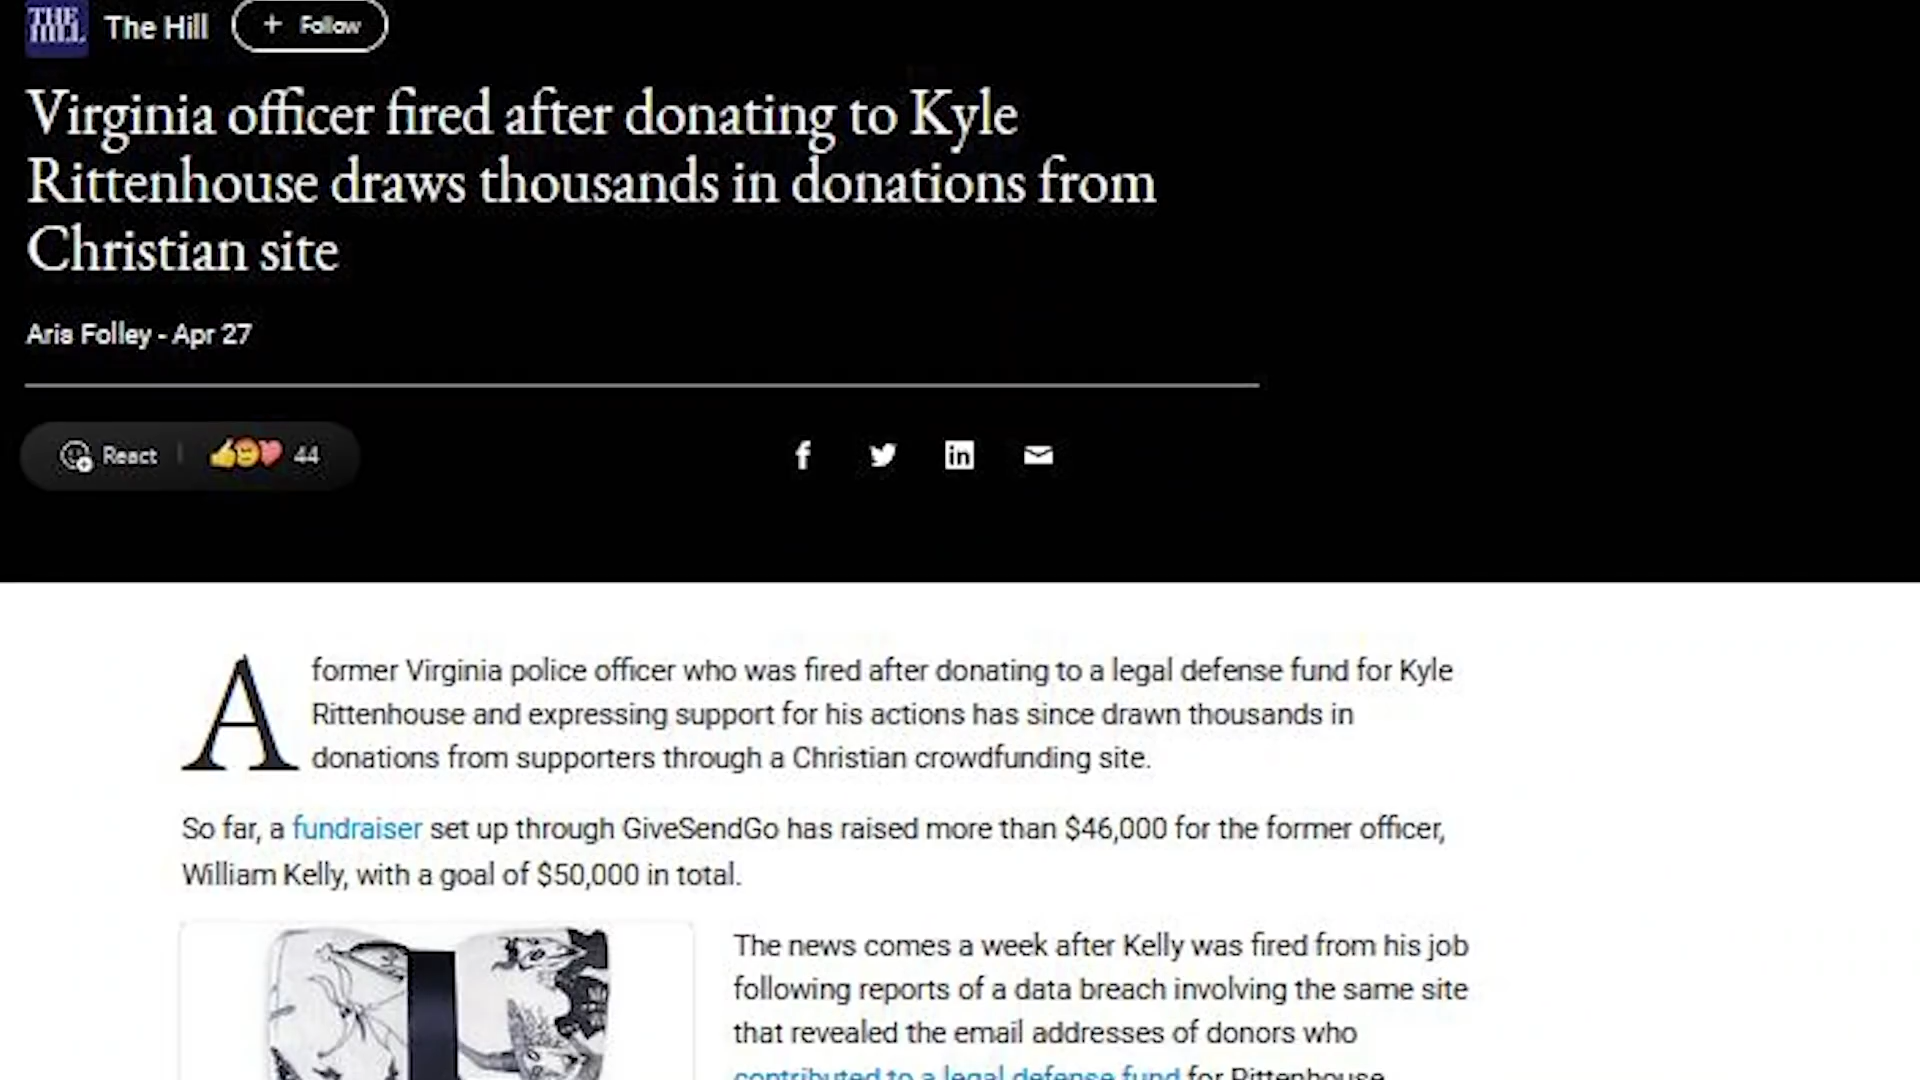 THE
HILL
The Hill
+ Follow
Virginia officer fired after donating to Kyle
Rittenhouse draws thousands in donations from
Christian site
Aris Folley - Apr 27
React | 44
f in
A former Virginia police officer who was fired after donating to a legal defense fund for Kyle
Rittenhouse and expressing support for his actions has since drawn thousands in
donations from supporters through a Christian crowdfunding site.
So far, a fundraiser set up through GiveSendGo has raised more than $46,000 for the former officer,
William Kelly, with a goal of $50,000 in total.
The news comes a week after Kelly was fired from his job
following reports of a data breach involving the same site
that revealed the email addresses of donors who
contributed to a legal defense fund for Rittenhouse